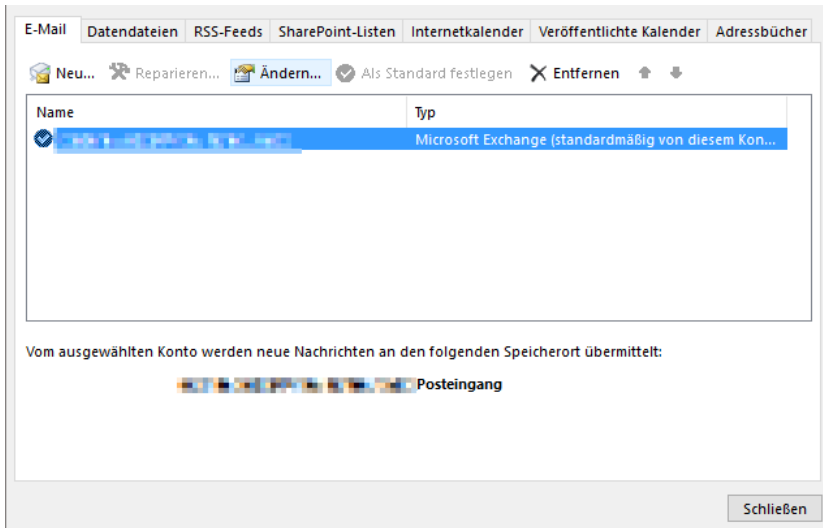 E-Mail Datendateien RSS-Feeds SharePoint-Listen Internetkalender Veröffentlichte Kalender Adressbücher
Neu... Reparieren... Ändern... Als Standard festlegen Entfernen
Name Typ
Microsoft Exchange (standardmäßig von diesem Kon...
Vom ausgewählten Konto werden neue Nachrichten an den folgenden Speicherort übermittelt:
Posteingang
Schließen